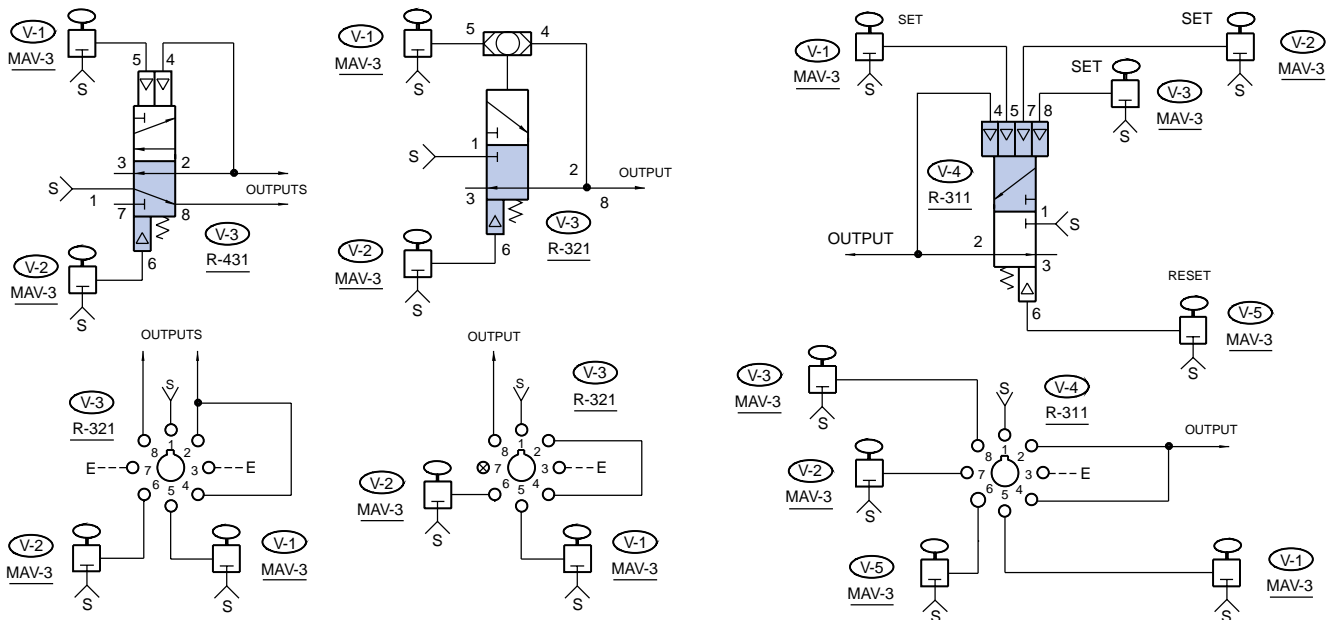 V-1
MAV-3
S
5 4
3 2
S
1
7 8
OUTPUTS
6
V-3
R-431
V-2
MAV-3
S
V-1
MAV-3
S
5 4
1
S
2
3
OUTPUT
8
6
V-3
R-321
V-2
MAV-3
S
SET
V-1
MAV-3
S
SET
V-2
MAV-3
S
SET
V-3
MAV-3
S
4 5 7 8
V-4
R-311
1
S
OUTPUT
2
3
6
RESET
V-5
MAV-3
S
OUTPUTS
S
V-3
R-321
1
8 2
E 7 3 E
6 4
5
V-2
MAV-3
S
V-1
MAV-3
S
OUTPUT
S
V-3
R-321
1
8 2
7 3 E
6 4
5
V-2
MAV-3
S
V-1
MAV-3
S
V-3
MAV-3
S
S
V-4
R-311
OUTPUT
1
8 2
7 3 E
6 4
5
V-2
MAV-3
S
V-5
MAV-3
S
V-1
MAV-3
S